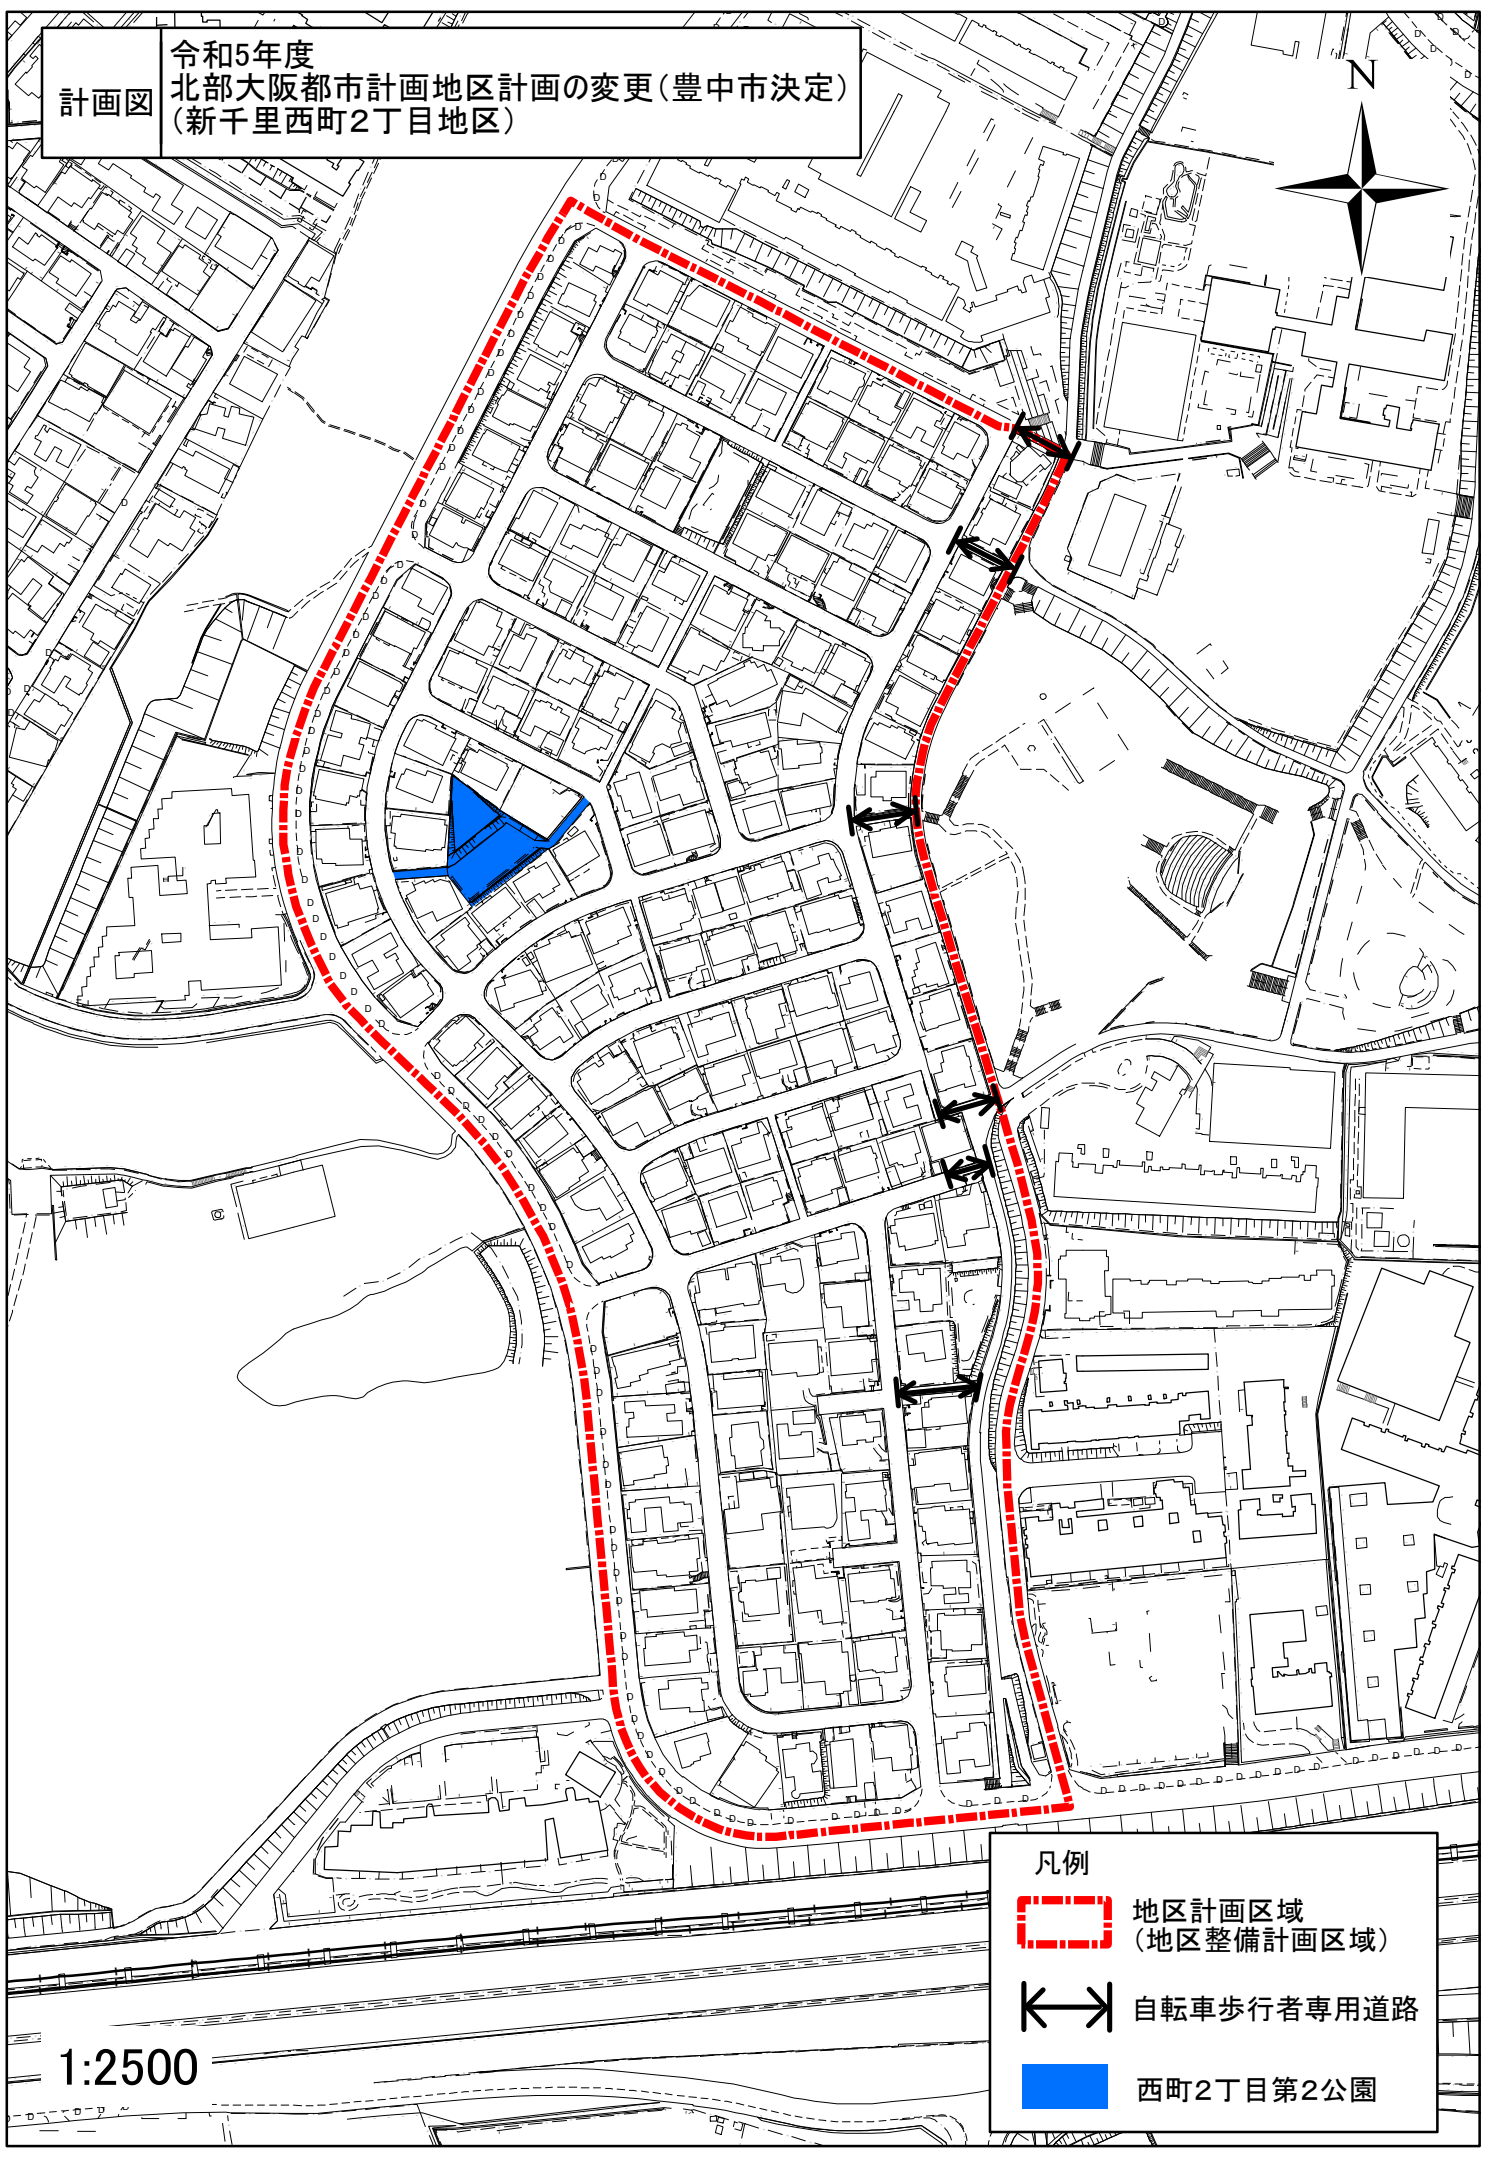 計画図
令和5年度
北部大阪都市計画地区計画の変更(豊中市決定)
(新千里西町2丁目地区)
N
凡例
地区計画区域
(地区整備計画区域)
自転車歩行者専用道路
西町2丁目第2公園
1:2500